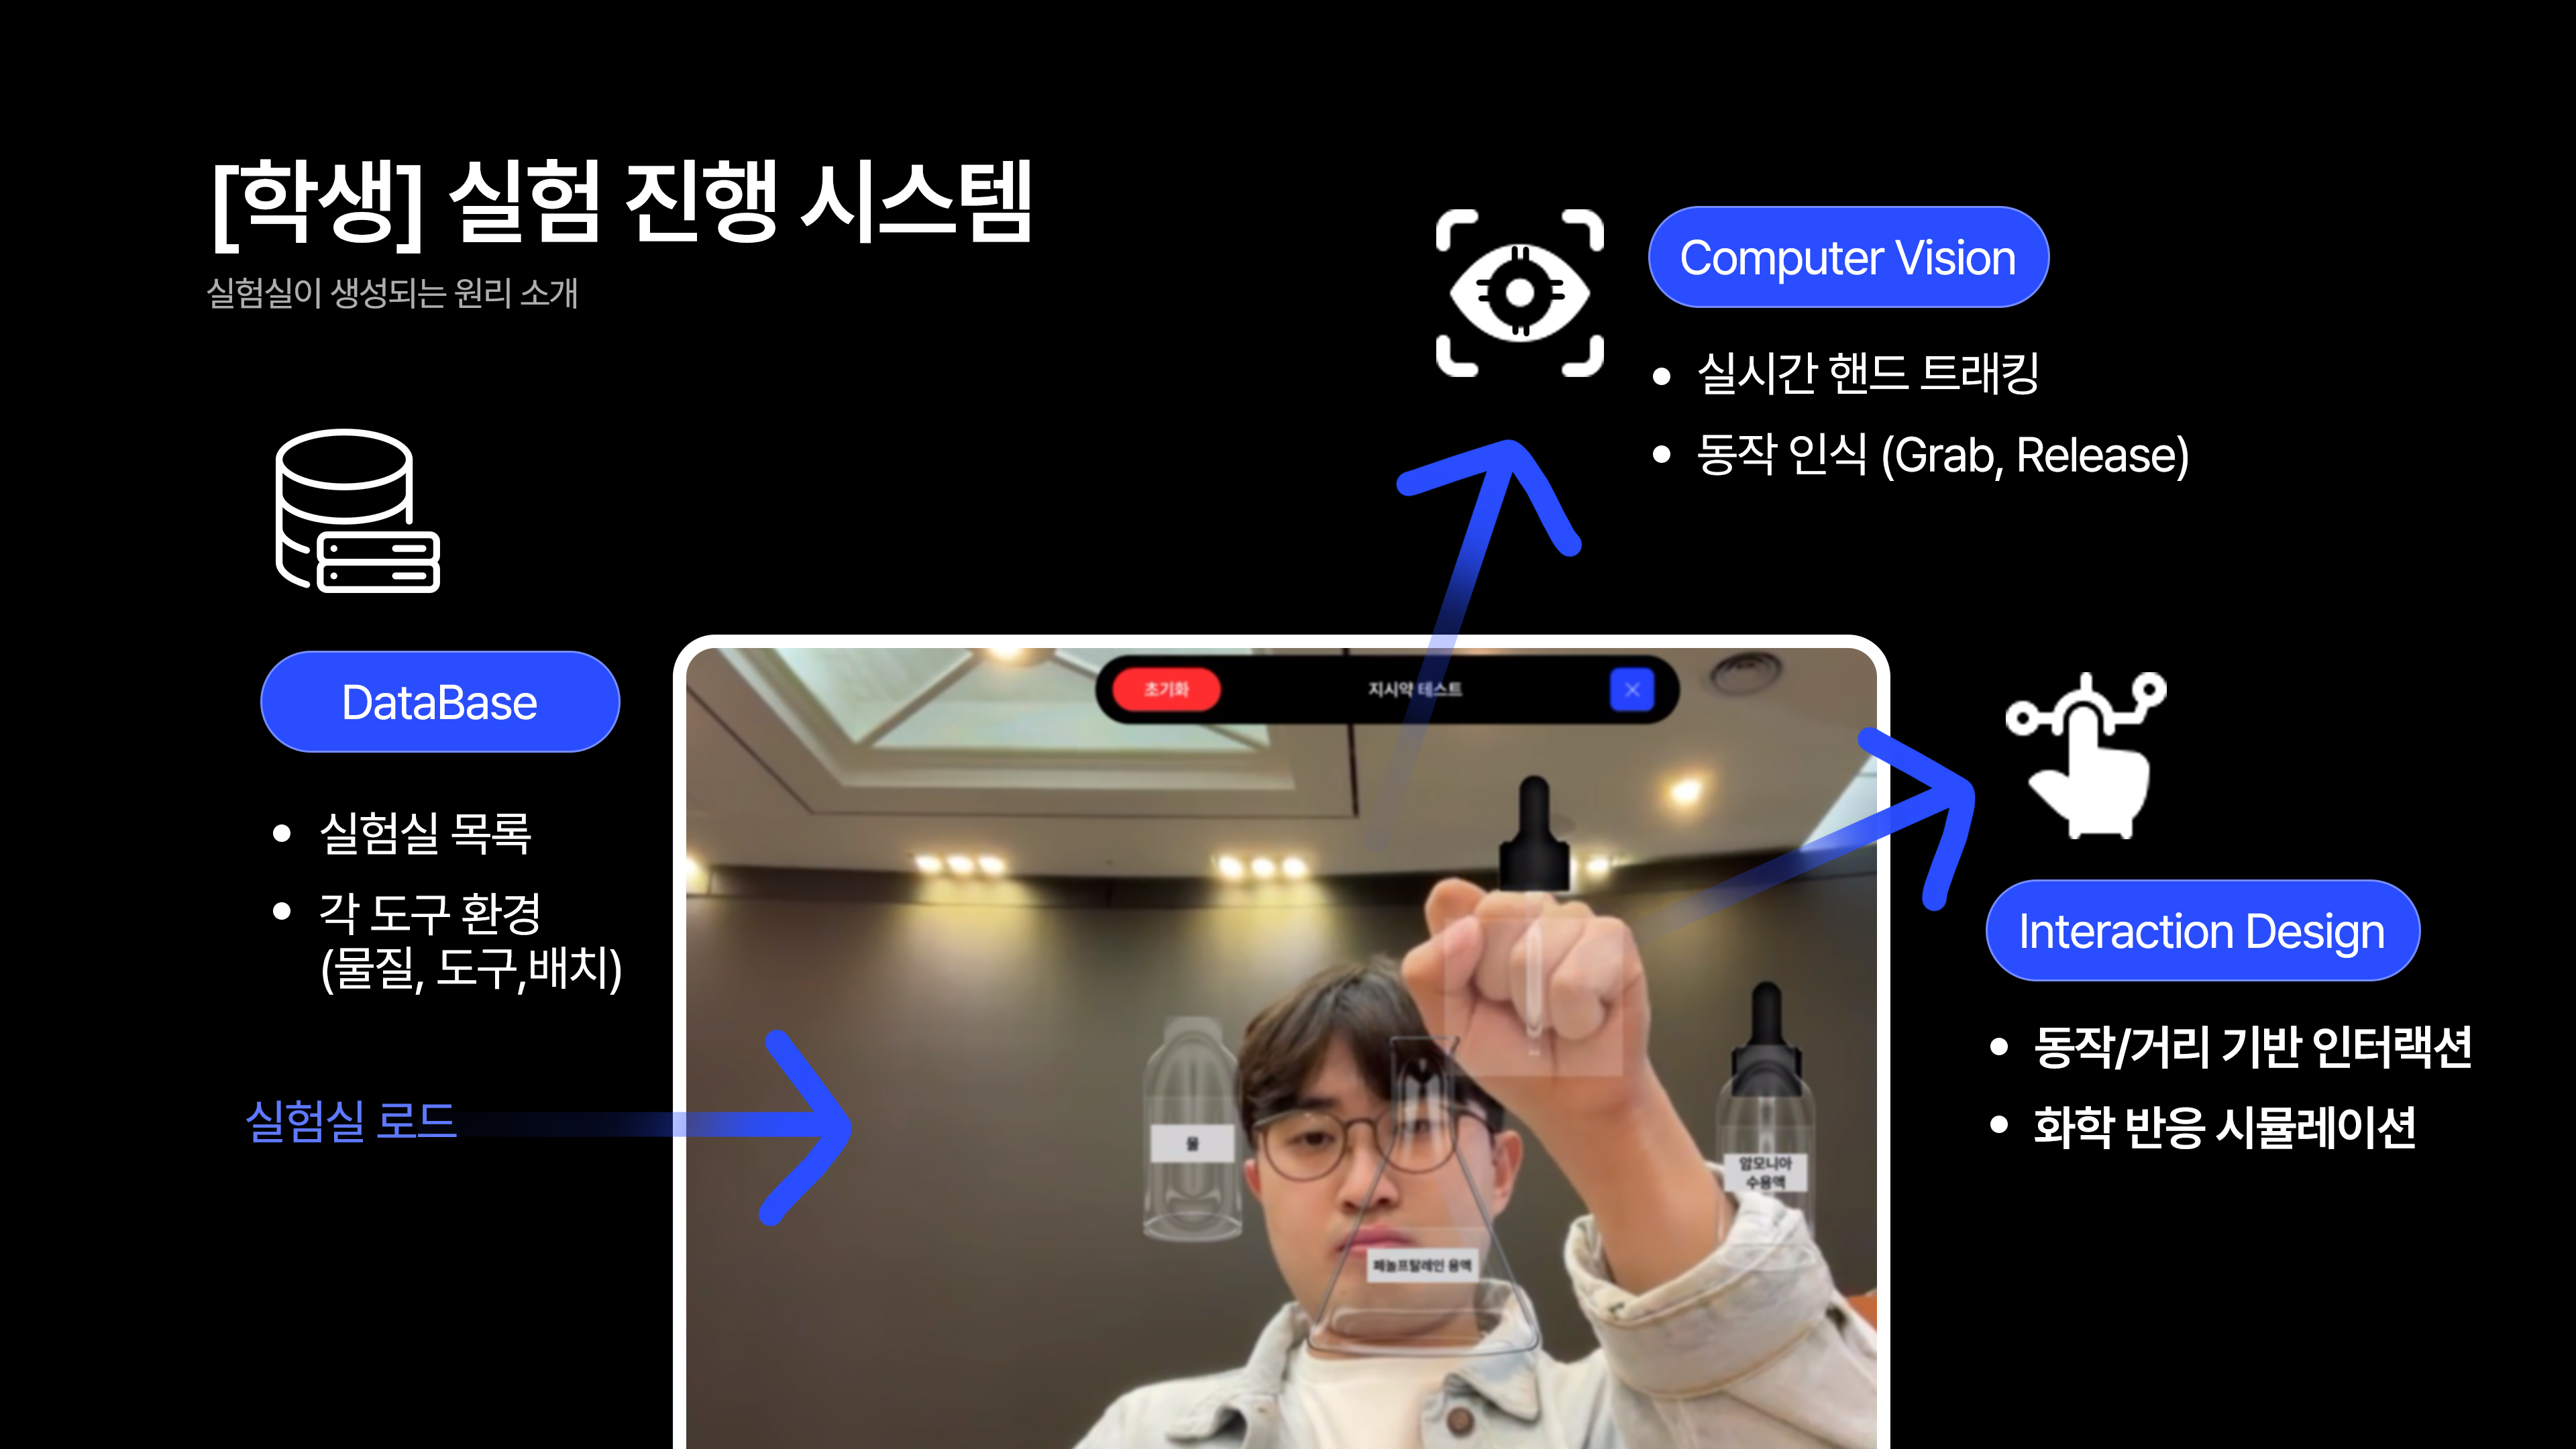 [학생] 실험 진행 시스템
실험실이 생성되는 원리 소개
Computer Vision
실시간 핸드 트래킹
동작 인식 (Grab, Release)
DataBase
실험실 목록
각 도구 환경
(물질, 도구,배치)
실험실 로드
초기화
지시약 테스트
물
암모니아
수용액
페놀프탈레인 용액
Interaction Design
동작/거리 기반 인터랙션
화학 반응 시뮬레이션